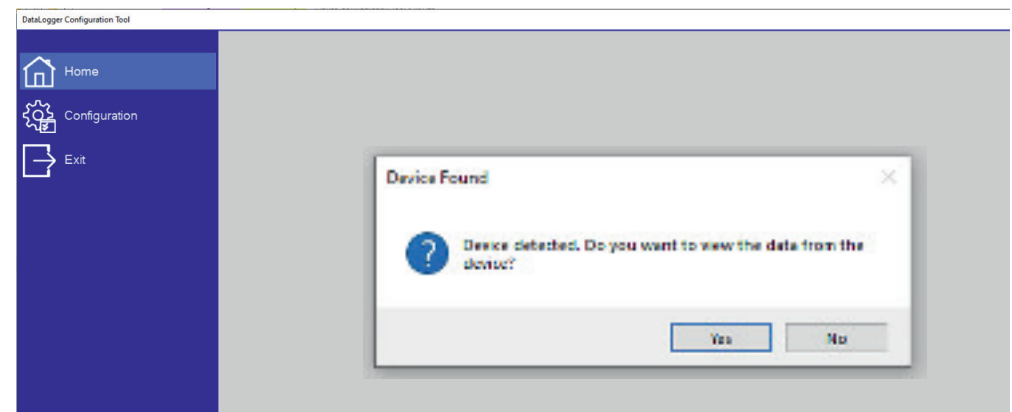 DataLogger Configuration Tool
Home
Configuration
Exit
Device Found
Device detected. Do you want to view the data from the
device?
Yes
No